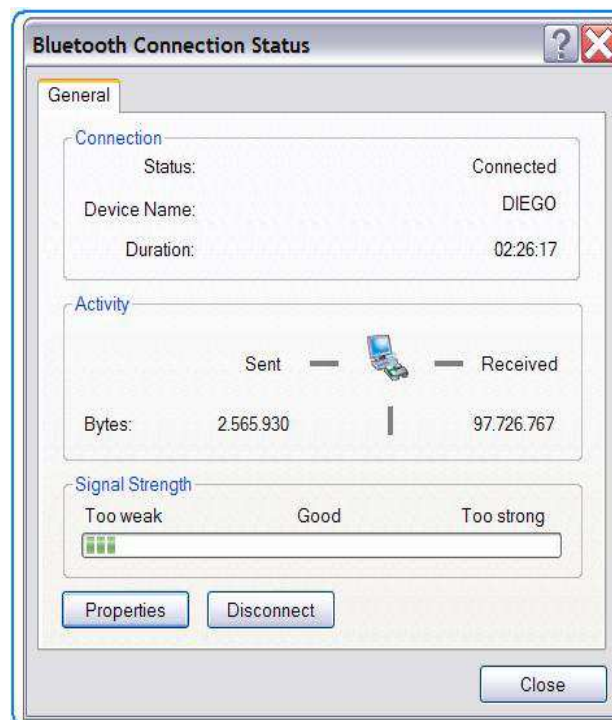 Bluetooth Connection Status
General
Connection
Status: Connected
Device Name: DIEGO
Duration: 02:26:17
Activity
Sent Received
Bytes: 2.565.930 97.726.767
Signal Strength
Too weak Good Too strong
Properties Disconnect
Close